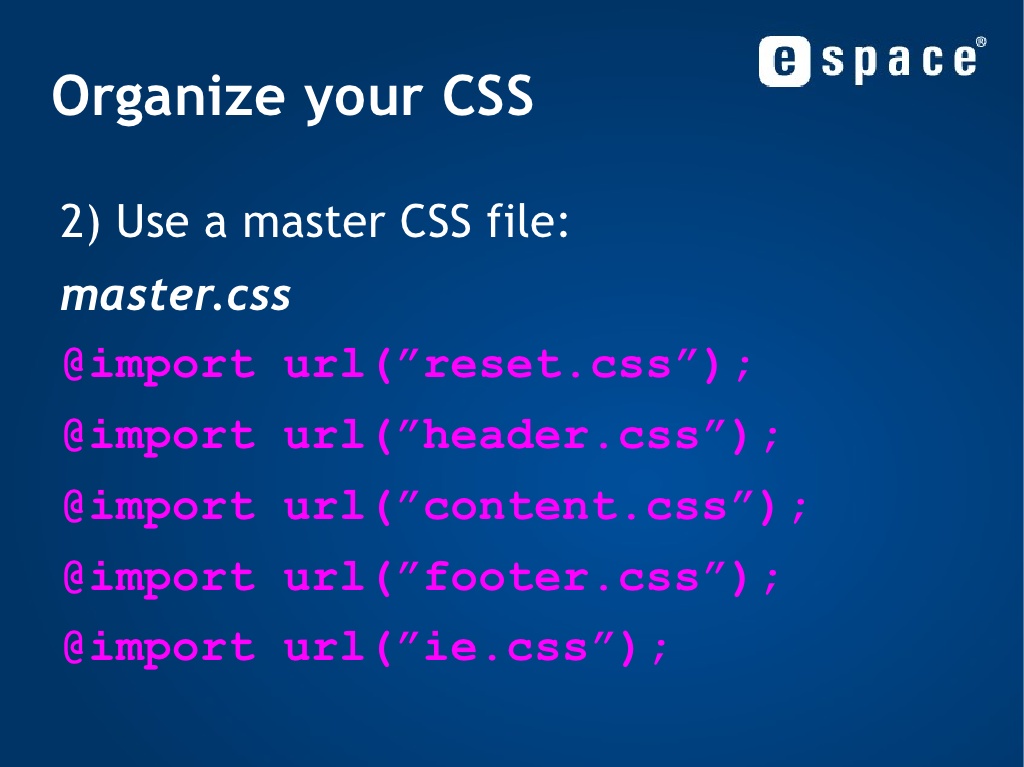 espace®
Organize your CSS
2) Use a master CSS file:
master.css
@import url(”reset.css”);
@import url(”header.css”);
@import url(”content.css”);
@import url(”footer.css”);
@import url(”ie.css”);